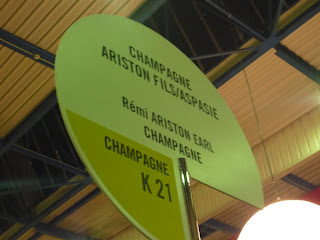 CHAMPAGNE
ARISTON FILS/ASPASIE
Rémi ARISTON EARL
CHAMPAGNE
CHAMPAGNE
K 21